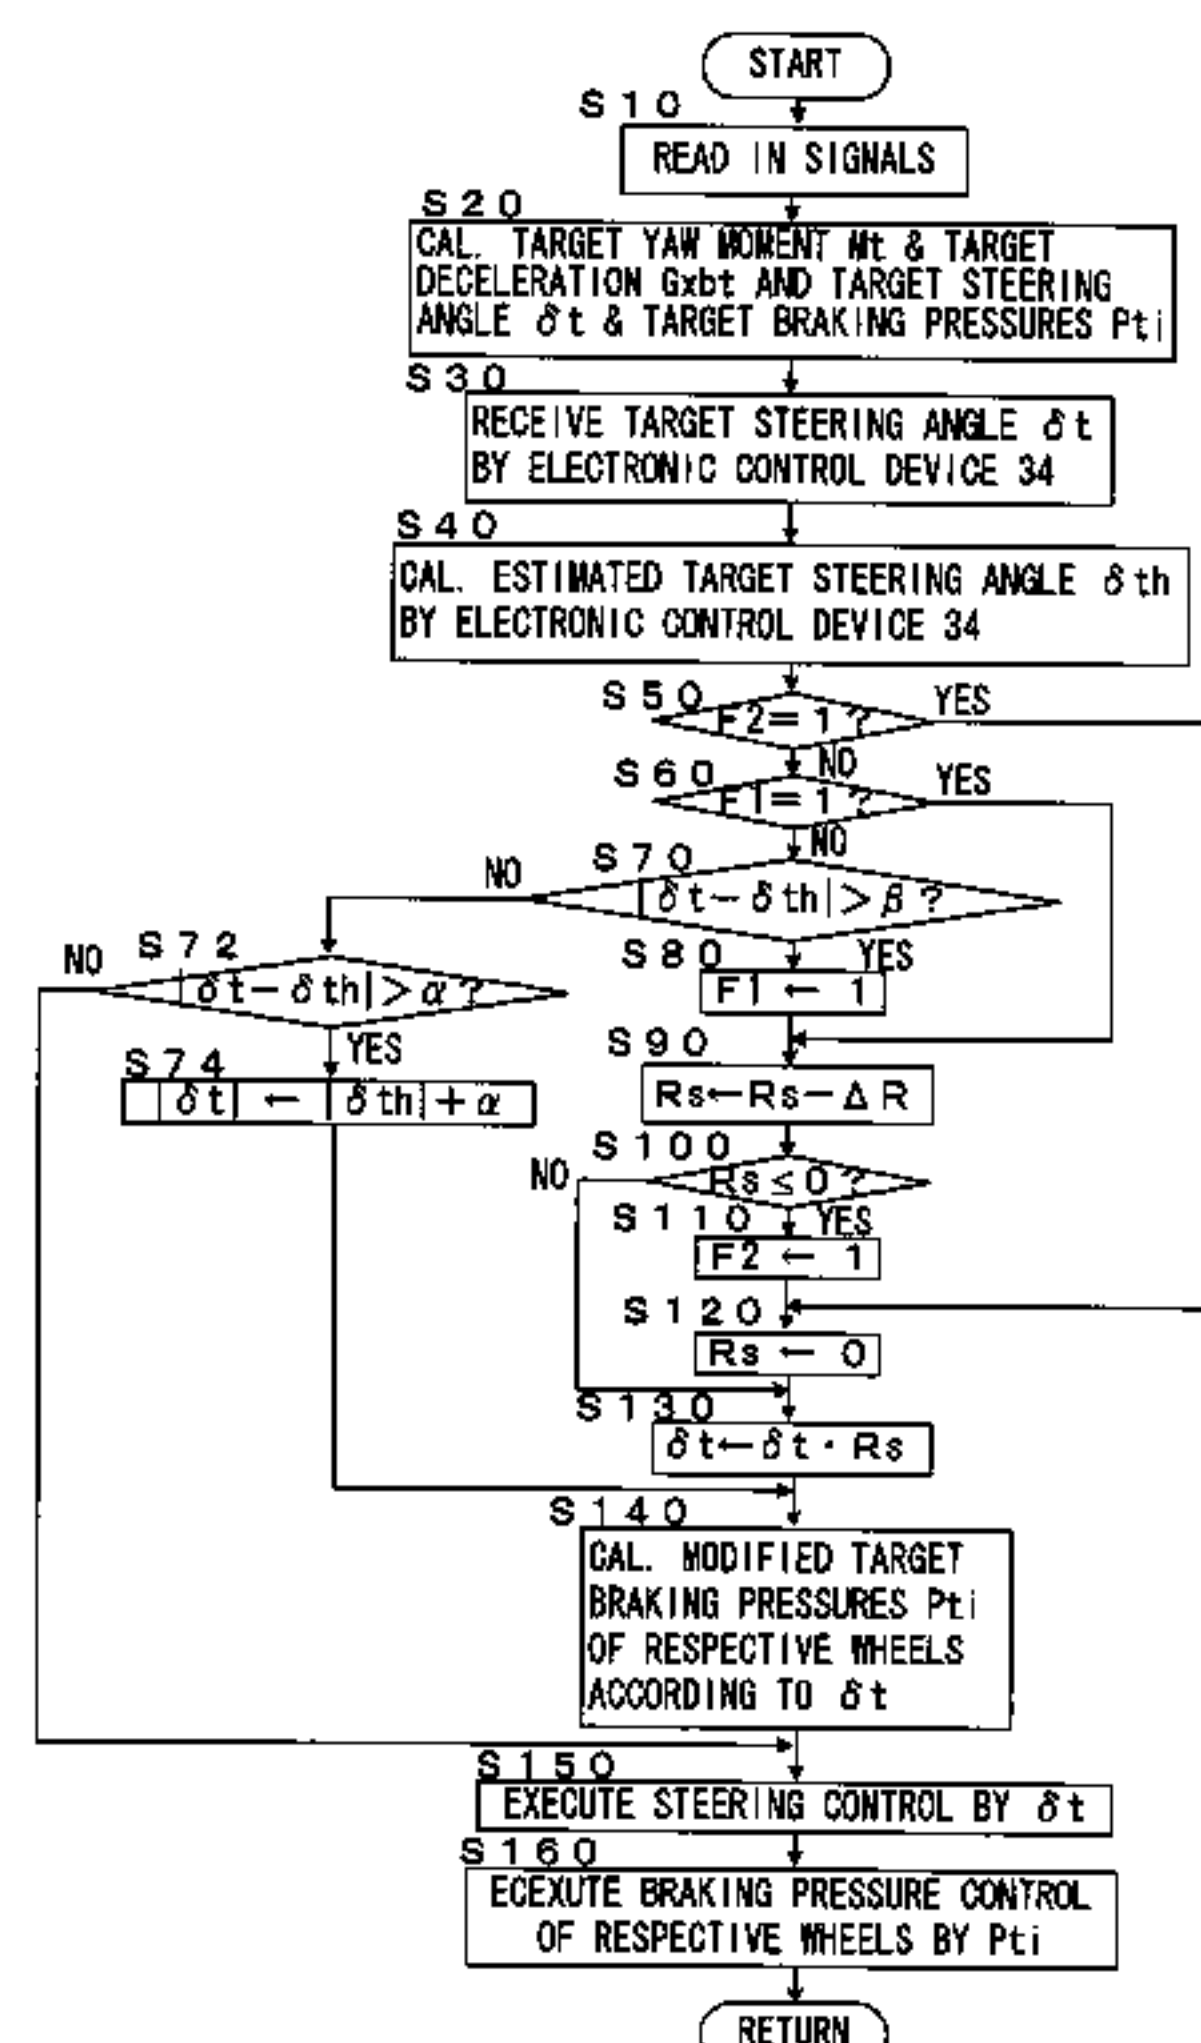 START
S10
READ IN SIGNALS
S20
CAL. TARGET YAW MOMENT Mt & TARGET
DECELERATION Gxbt AND TARGET STEERING
ANGLE δt & TARGET BRAKING PRESSURES Pti
S30
RECEIVE TARGET STEERING ANGLE δt
BY ELECTRONIC CONTROL DEVICE 34
S40
CAL. ESTIMATED TARGET STEERING ANGLE δth
BY ELECTRONIC CONTROL DEVICE 34
S50
F2=1?
YES
NO
S60
F1=1?
YES
NO
S70
|δt-δth|>β?
NO
YES
S72
|δt-δth|>α?
NO
YES
S74
|δt| ← |δth|+α
S80
F1 ← 1
S90
Rs←Rs-ΔR
S100
Rs≤0?
NO
YES
S110
F2 ← 1
S120
Rs ← 0
S130
δt←δt・Rs
S140
CAL. MODIFIED TARGET
BRAKING PRESSURES Pti
OF RESPECTIVE WHEELS
ACCORDING TO δt
S150
EXECUTE STEERING CONTROL BY δt
S160
ECEXUTE BRAKING PRESSURE CONTROL
OF RESPECTIVE WHEELS BY Pti
RETURN